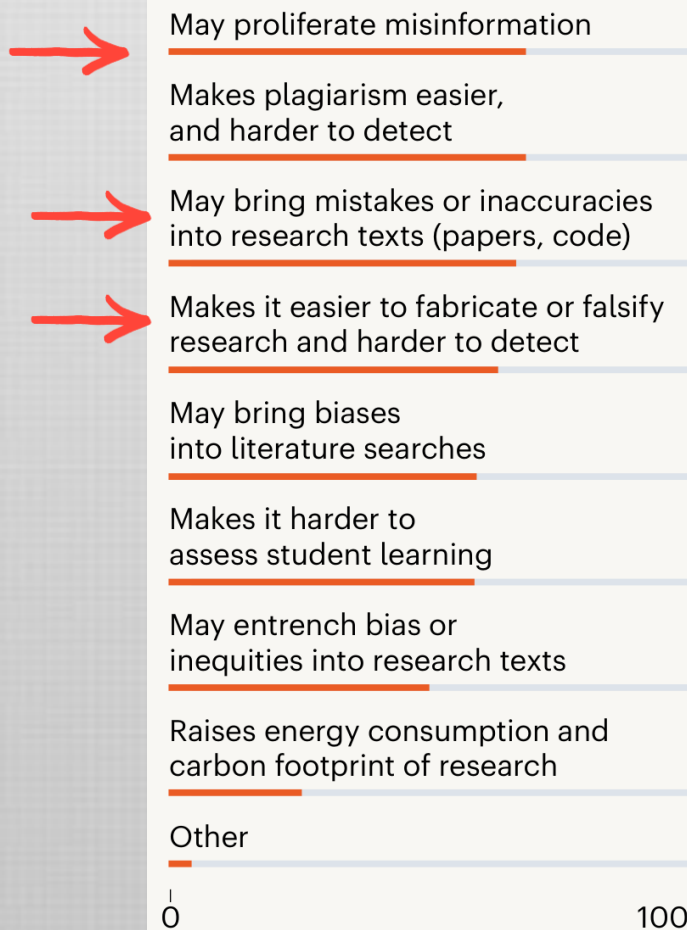 May proliferate misinformation
Makes plagiarism easier,
and harder to detect
May bring mistakes or inaccuracies
into research texts (papers, code)
Makes it easier to fabricate or falsify
research and harder to detect
May bring biases
into literature searches
Makes it harder to
assess student learning
May entrench bias or
inequities into research texts
Raises energy consumption and
carbon footprint of research
Other
0 100